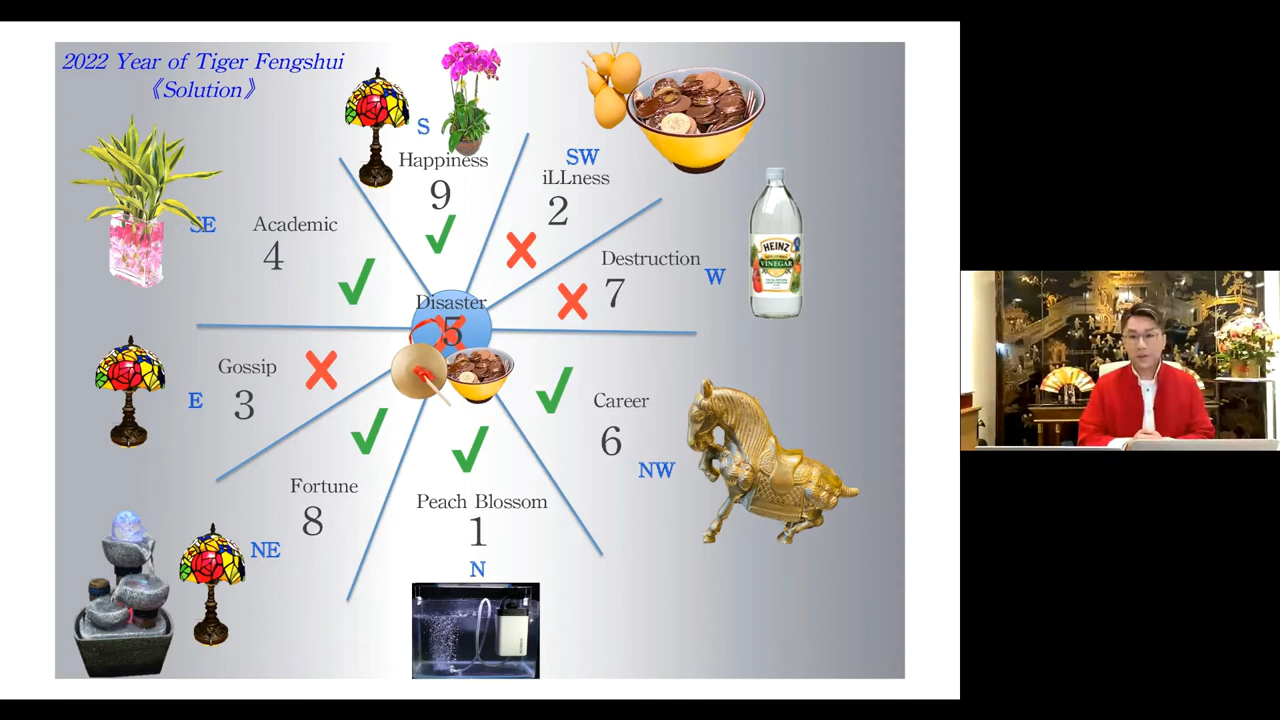 2022 Year of Tiger Fengshui
《Solution》
S
Happiness
9
SW
iLLness
2
SE
Academic
4
Destruction
7
W
HEINZ
VINEGAR
Disaster
5
Gossip
3
E
Career
6
NW
Fortune
8
NE
Peach Blossom
1
N